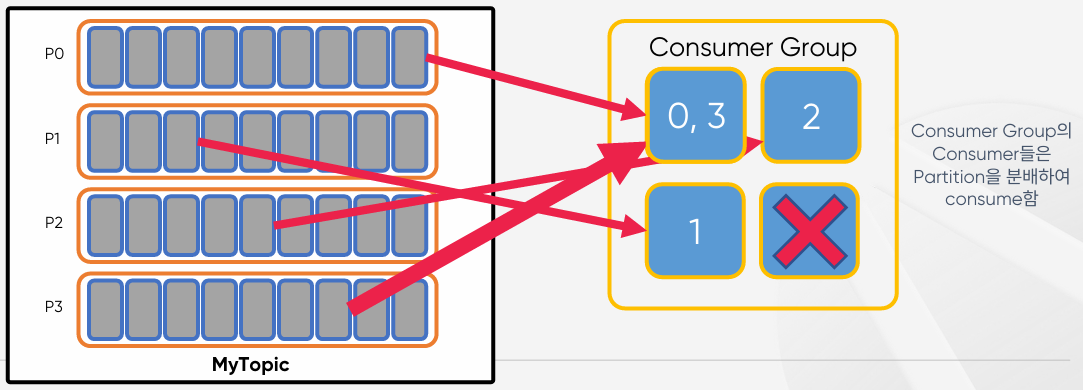 P0
P1
P2
P3
MyTopic
Consumer Group
0, 3
2
1
Consumer Group의
Consumer들은
Partition을 분배하여
consume함